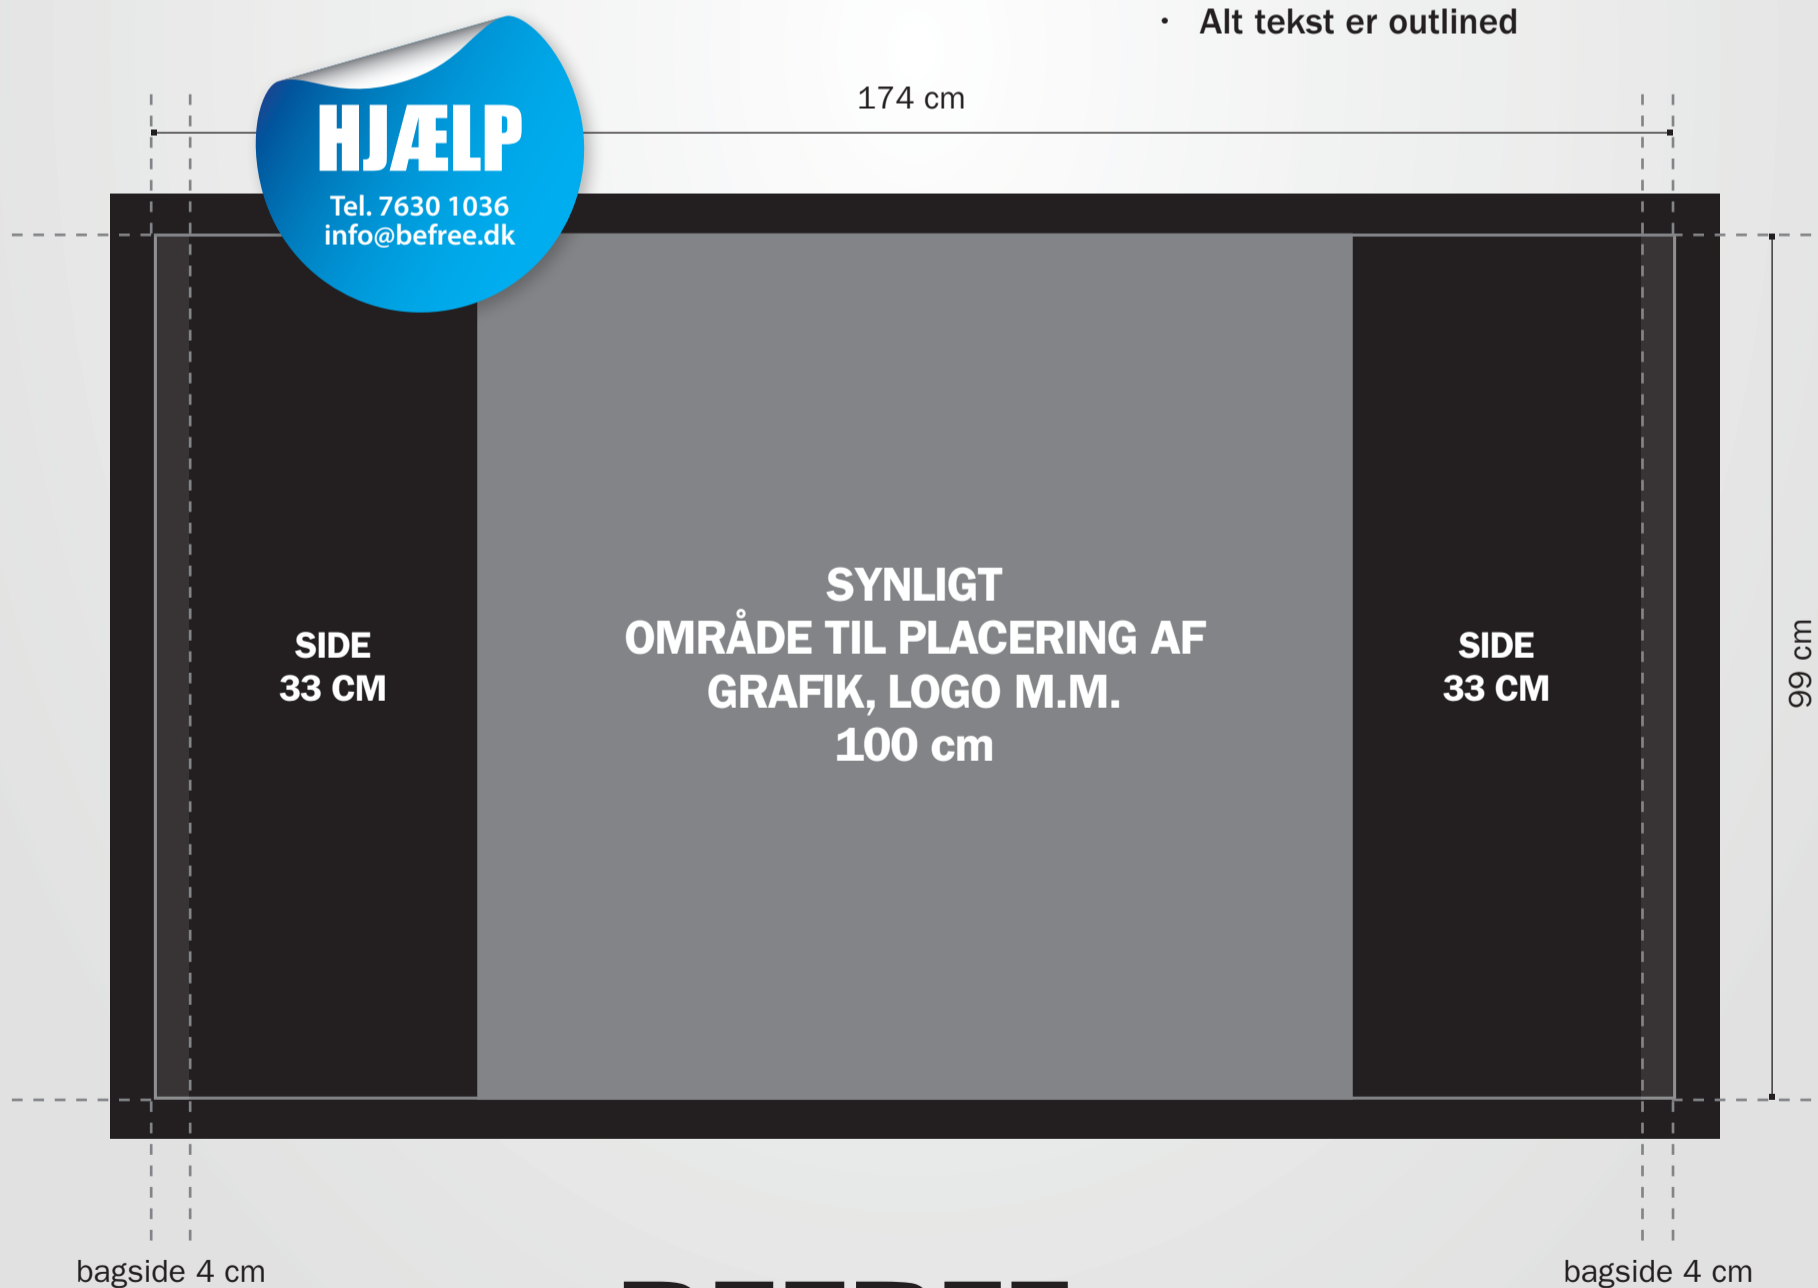 · Alt tekst er outlined
174 cm
HJÆLP
Tel. 7630 1036
info@befree.dk
SYNLIGT
OMRÅDE TIL PLACERING AF
GRAFIK, LOGO M.M.
100 cm
SIDE
33 CM
SIDE
33 CM
99 cm
bagside 4 cm
bagside 4 cm